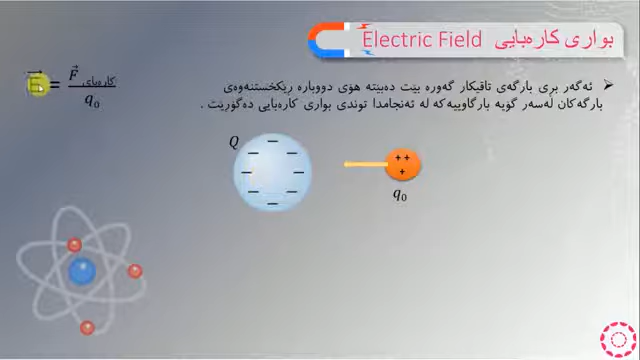 بواری کارەبایی Electric Field
ئەگەر بڕی بارگەی تاقیکار گەورە بێت دەبێتە هۆی دووبارە ڕێکخستنەوەی
بارگەکان لەسەر گۆیە بارگاوییەکە لە ئەنجامدا توندی بواری کارەبایی دەگۆڕێت .
E = F کارەبای / q₀
Q
q₀